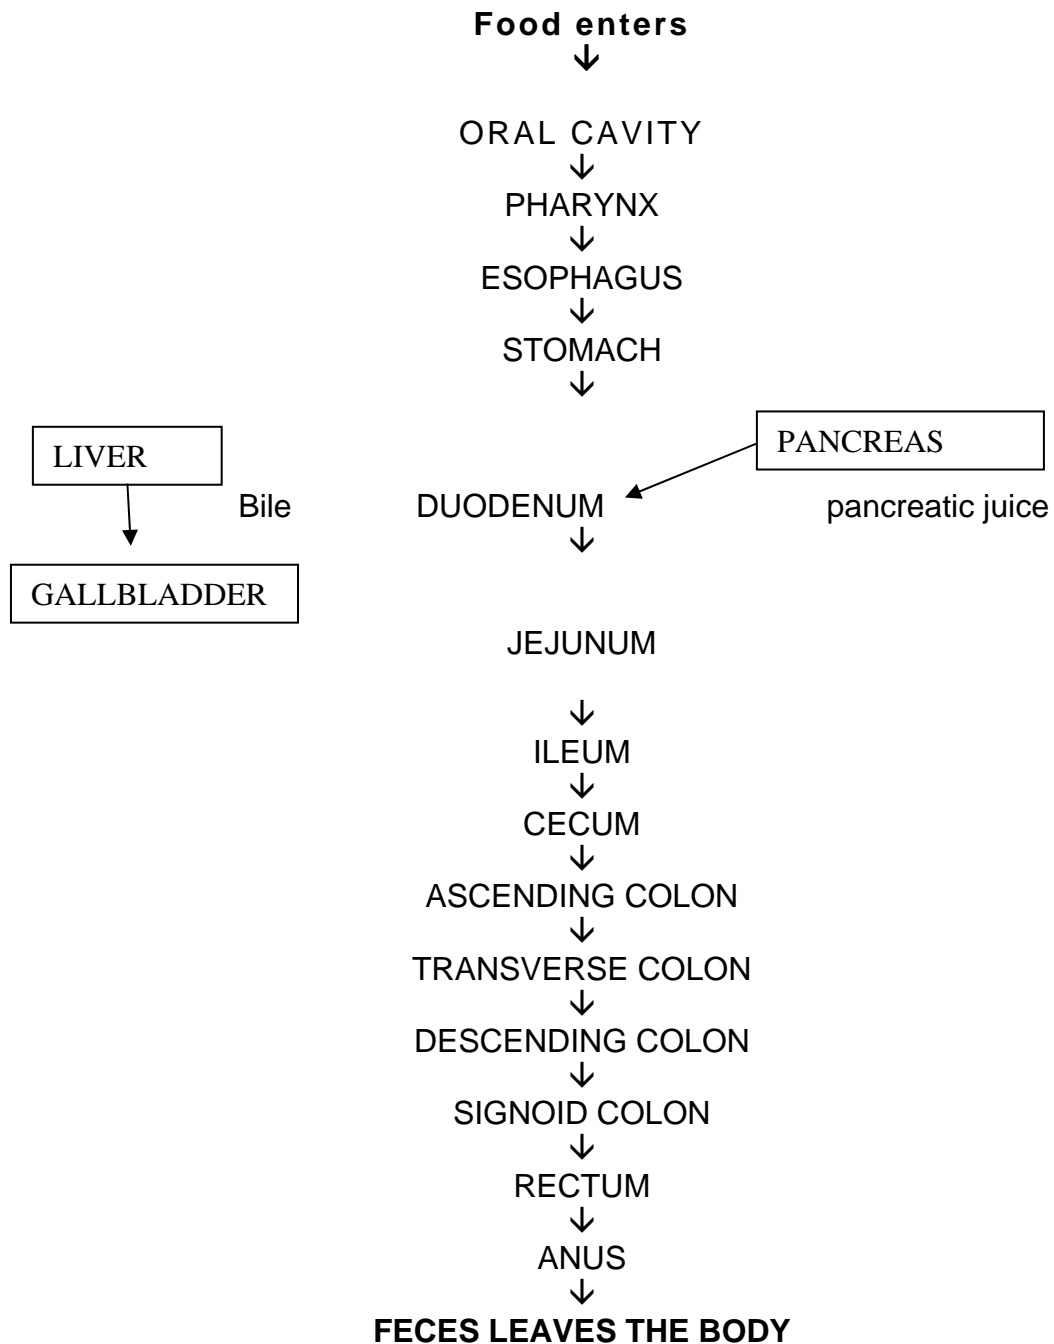 Food enters
ORAL CAVITY
PHARYNX
ESOPHAGUS
STOMACH
LIVER
PANCREAS
Bile
DUODENUM
pancreatic juice
GALLBLADDER
JEJUNUM
ILEUM
CECUM
ASCENDING COLON
TRANSVERSE COLON
DESCENDING COLON
SIGNOID COLON
RECTUM
ANUS
FECES LEAVES THE BODY